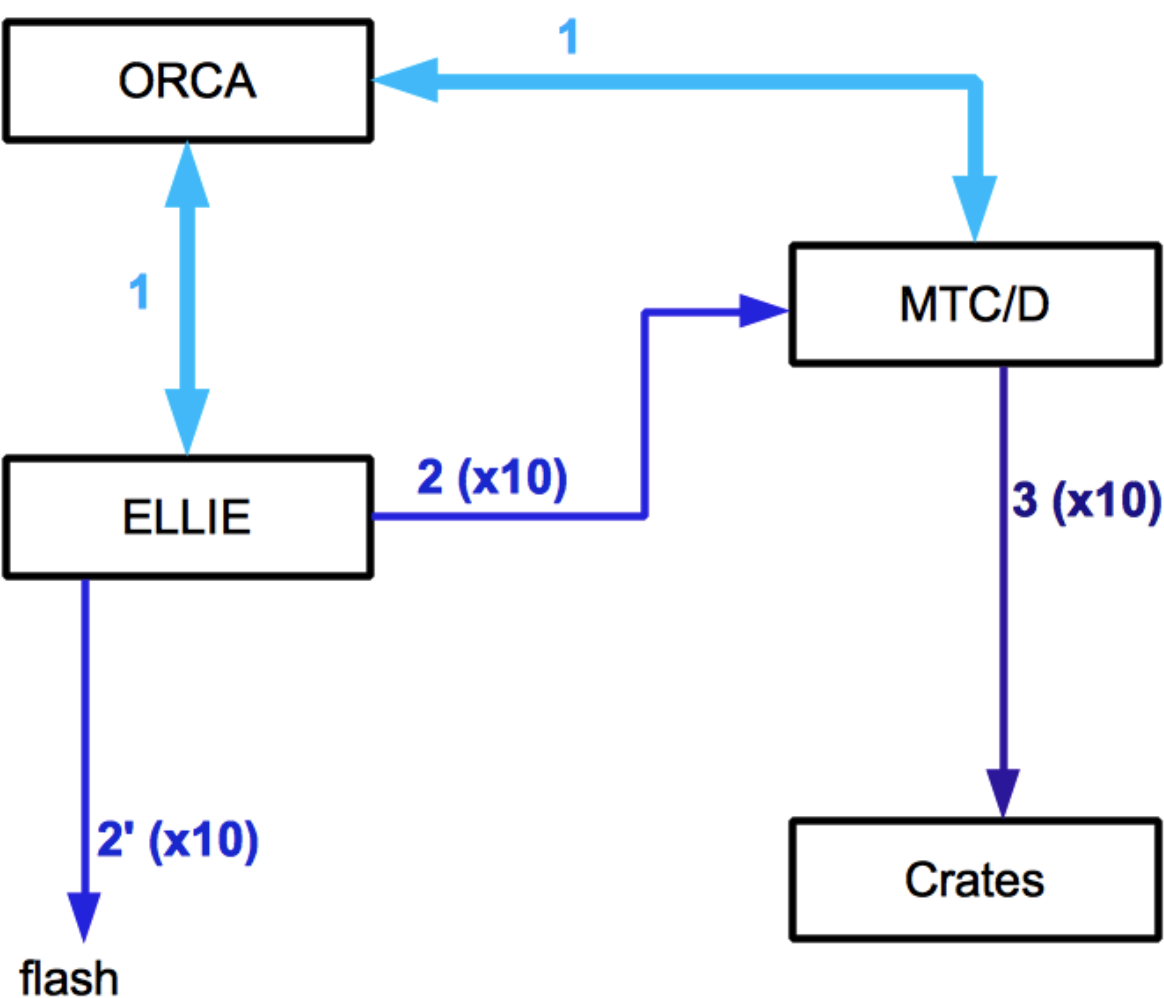 1
ORCA
1
MTC/D
2 (x10)
3 (x10)
ELLIE
2' (x10)
Crates
flash